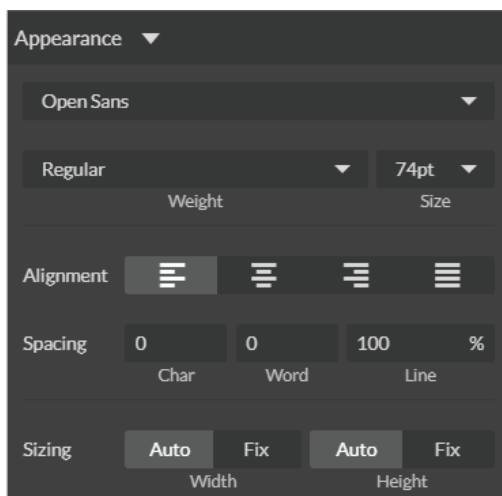 Appearance
Open Sans
Regular 74pt
Weight Size
Alignment
Spacing 0 0 100 %
Char Word Line
Sizing Auto Fix Auto Fix
Width Height